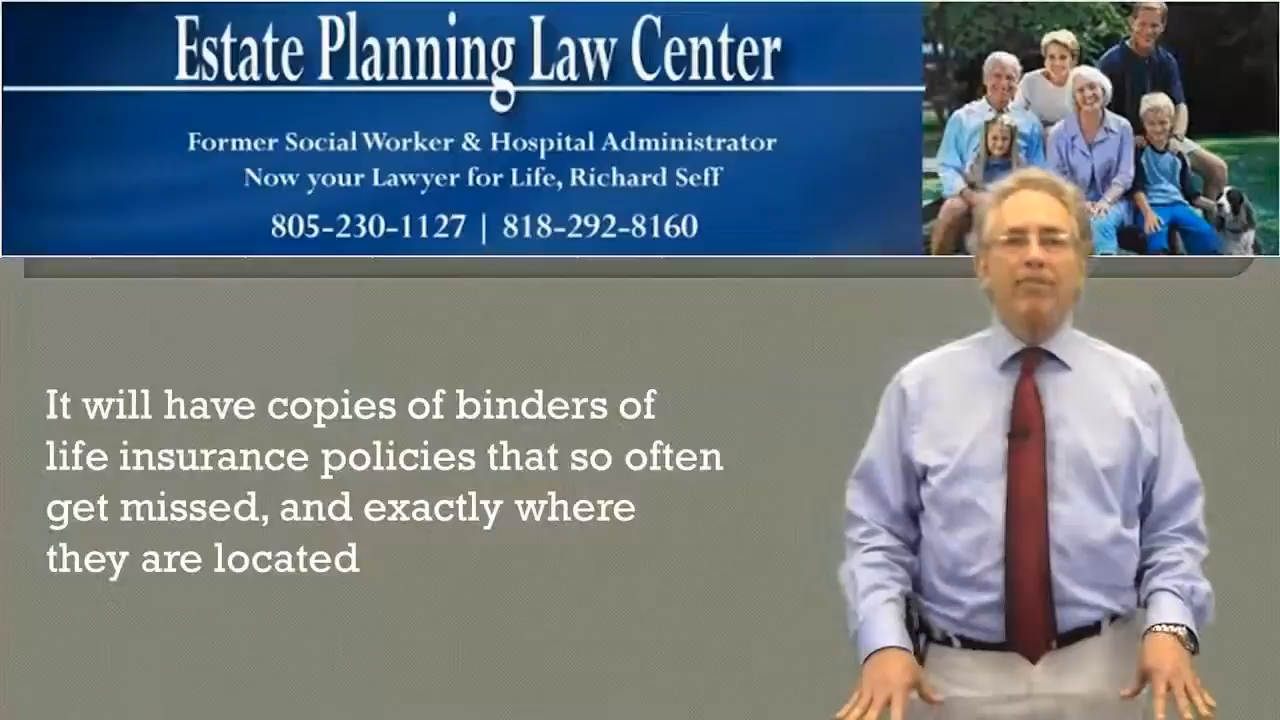 Estate Planning Law Center
Former Social Worker & Hospital Administrator
Now your Lawyer for Life, Richard Seff
805-230-1127 | 818-292-8160
It will have copies of binders of
life insurance policies that so often
get missed, and exactly where
they are located